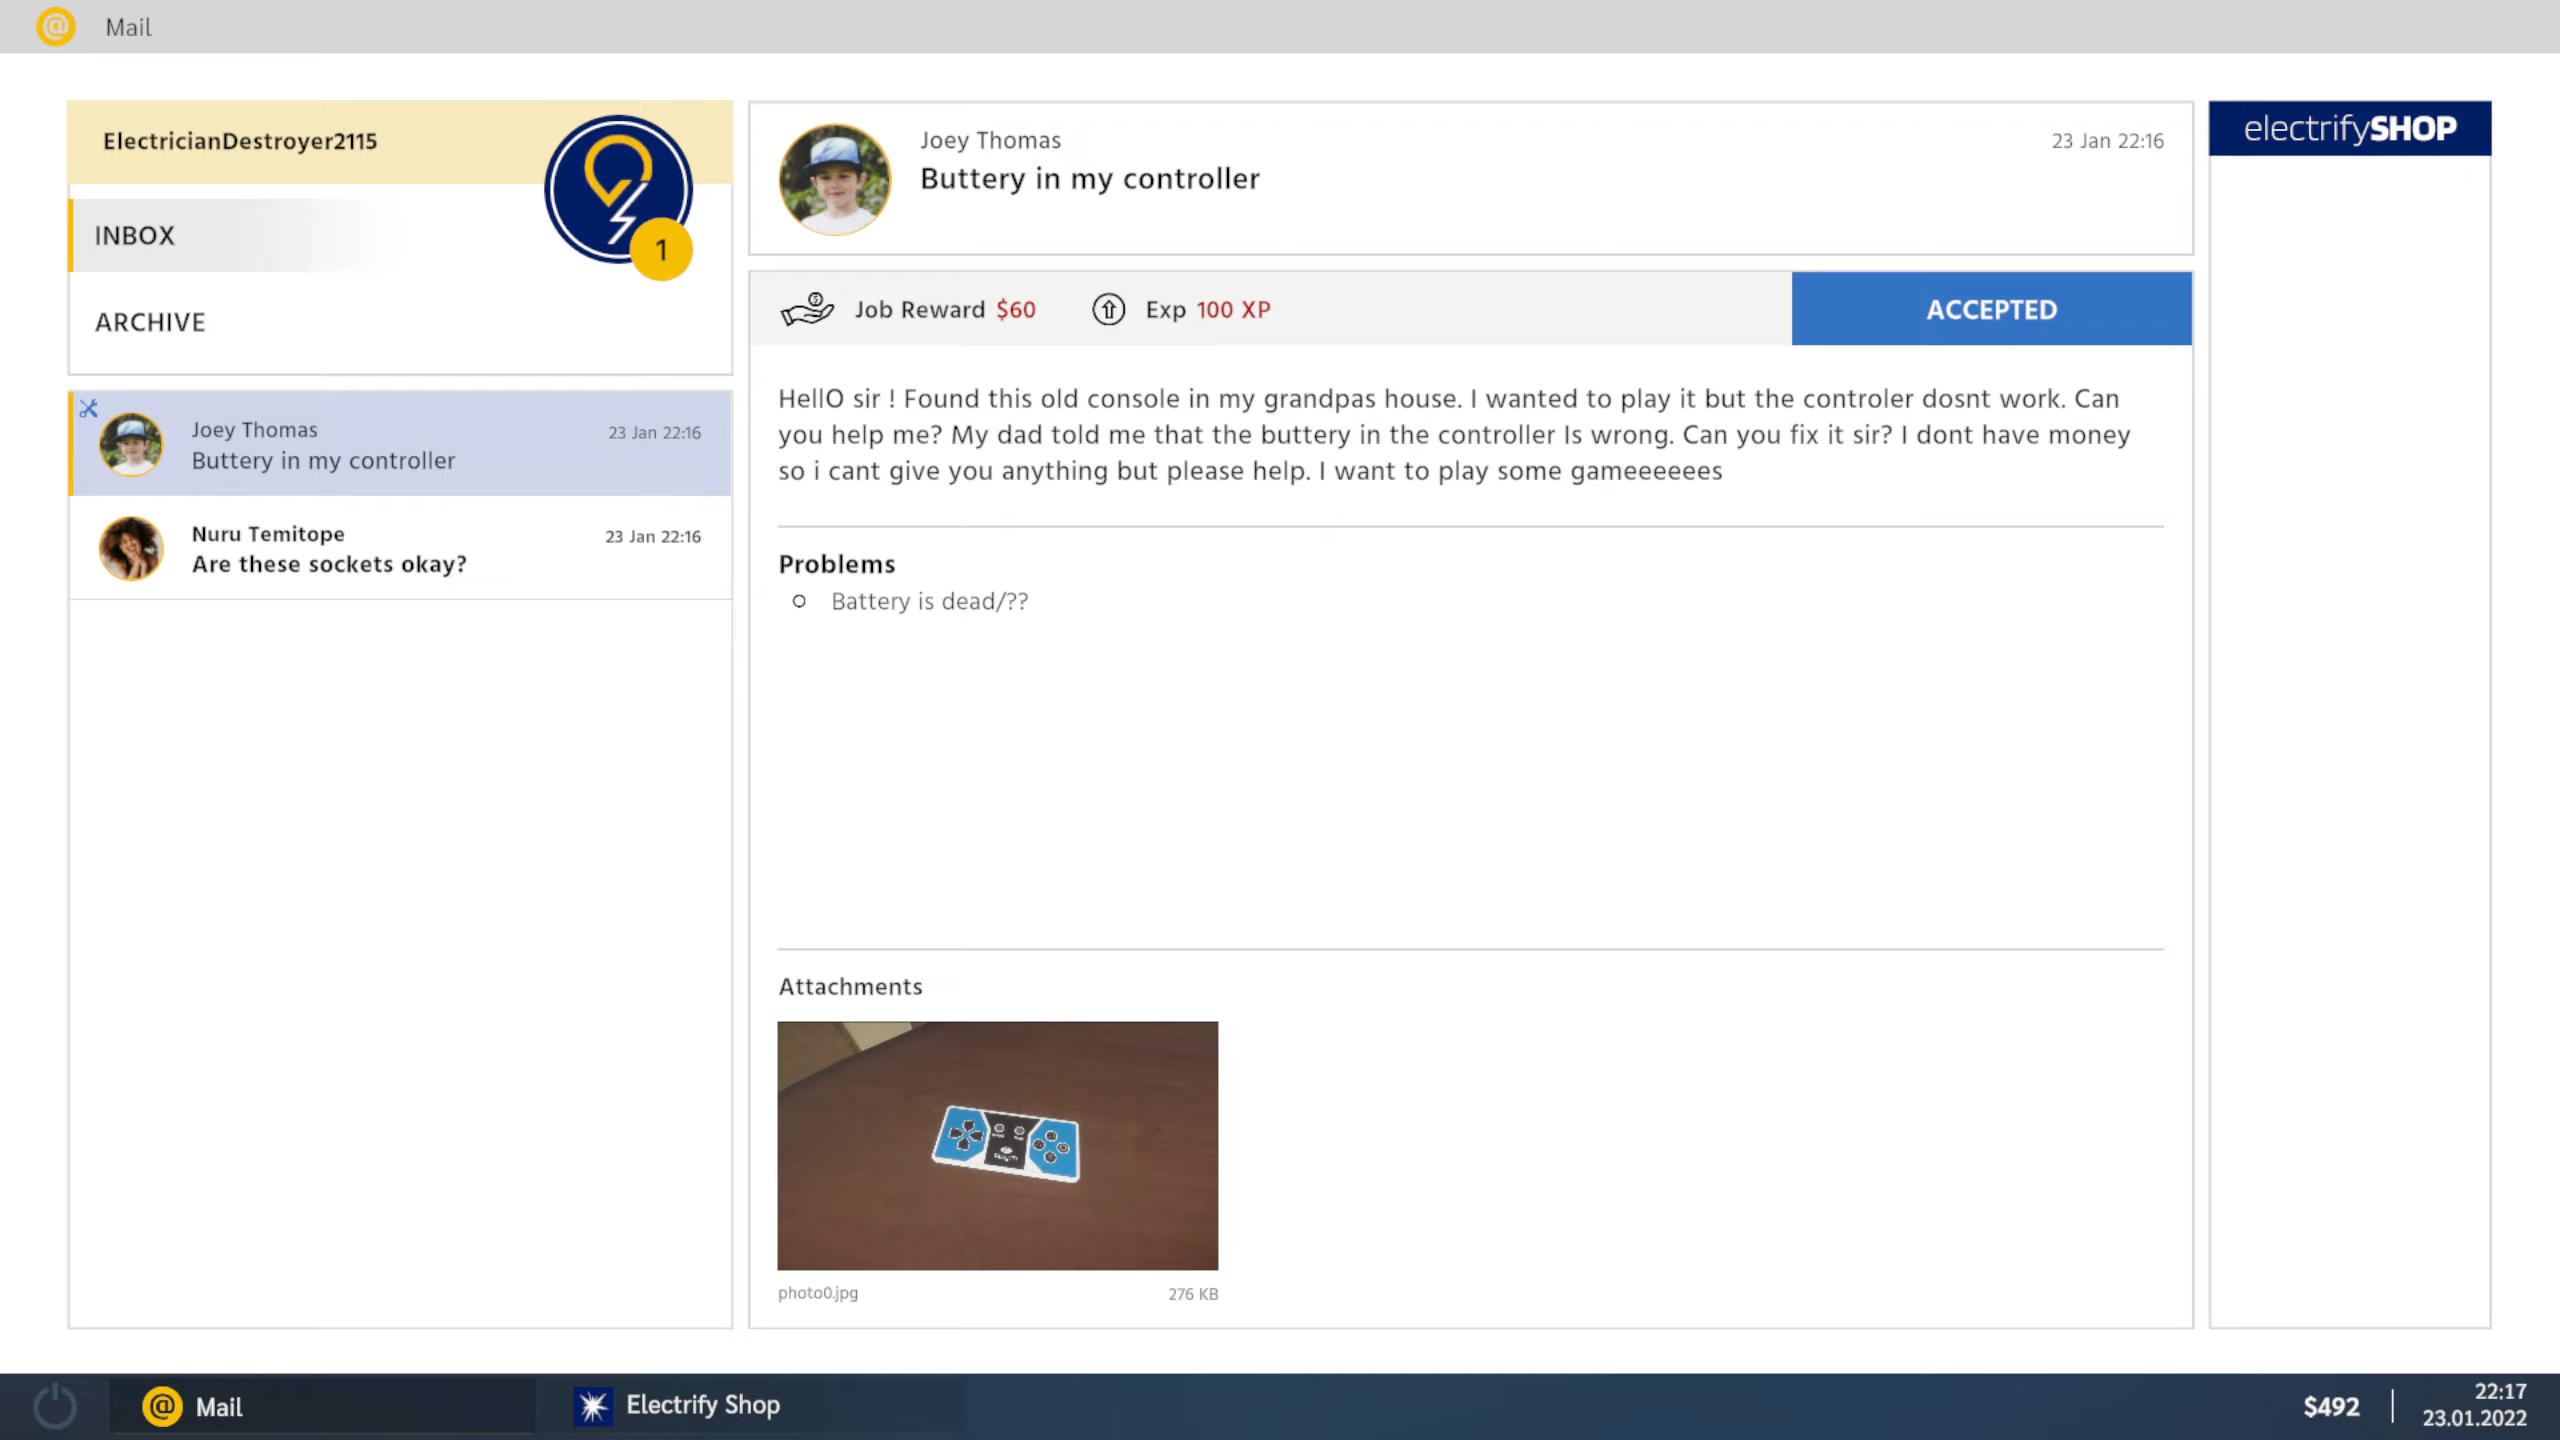 Mail
ElectricianDestroyer2115
INBOX
1
ARCHIVE
Joey Thomas
23 Jan 22:16
Buttery in my controller
Nuru Temitope
23 Jan 22:16
Are these sockets okay?
Joey Thomas
23 Jan 22:16
Buttery in my controller
Job Reward $60
Exp 100 XP
ACCEPTED
HellO sir ! Found this old console in my grandpas house. I wanted to play it but the controler dosnt work. Can
you help me? My dad told me that the buttery in the controller Is wrong. Can you fix it sir? I dont have money
so i cant give you anything but please help. I want to play some gameeeeees
Problems
Battery is dead/??
Attachments
photo0.jpg
276 KB
electrifySHOP
Mail
Electrify Shop
$492
22:17
23.01.2022